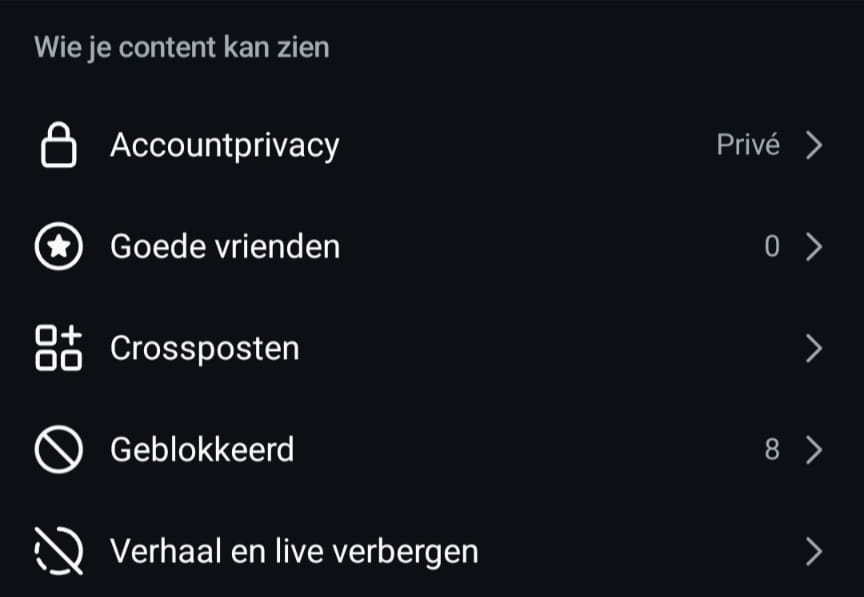 Wie je content kan zien
Accountprivacy Privé
Goede vrienden 0
Crossposten
Geblokkeerd 8
Verhaal en live verbergen